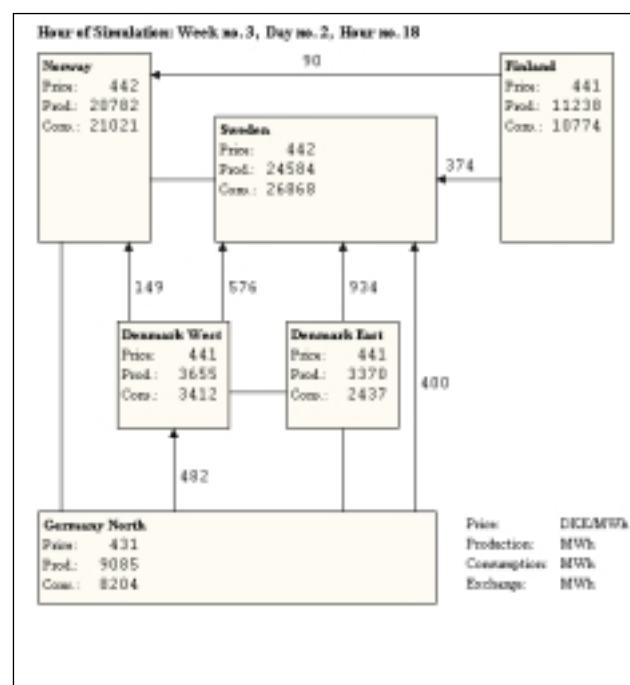 Hour of Simulation: Week no. 3, Day no. 2, Hour no. 18
90
Norway
Price: 442
Prod.: 20782
Cons.: 21021
Finland
Price: 441
Prod.: 11238
Cons.: 10774
Sweden
Price: 442
Prod.: 24584
Cons.: 26868
374
149
576
934
Denmark West
Price: 441
Prod.: 3655
Cons.: 3412
Denmark East
Price: 441
Prod.: 3370
Cons.: 2437
400
482
Germany North
Price: 431
Prod.: 9085
Cons.: 8204
Price: DKK/MWh
Production: MWh
Consumption: MWh
Exchange: MWh